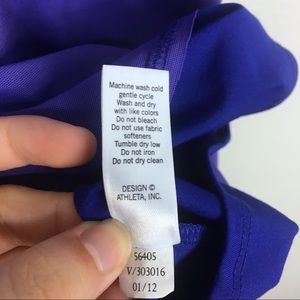 Machine wash cold
gentle cycle
Wash and dry
with like colors
Do not bleach
Do not use fabric
softeners
Tumble dry low
Do not iron
Do not dry clean
DESIGN ©
ATHLETA, INC.
56405
V/303016
01/12